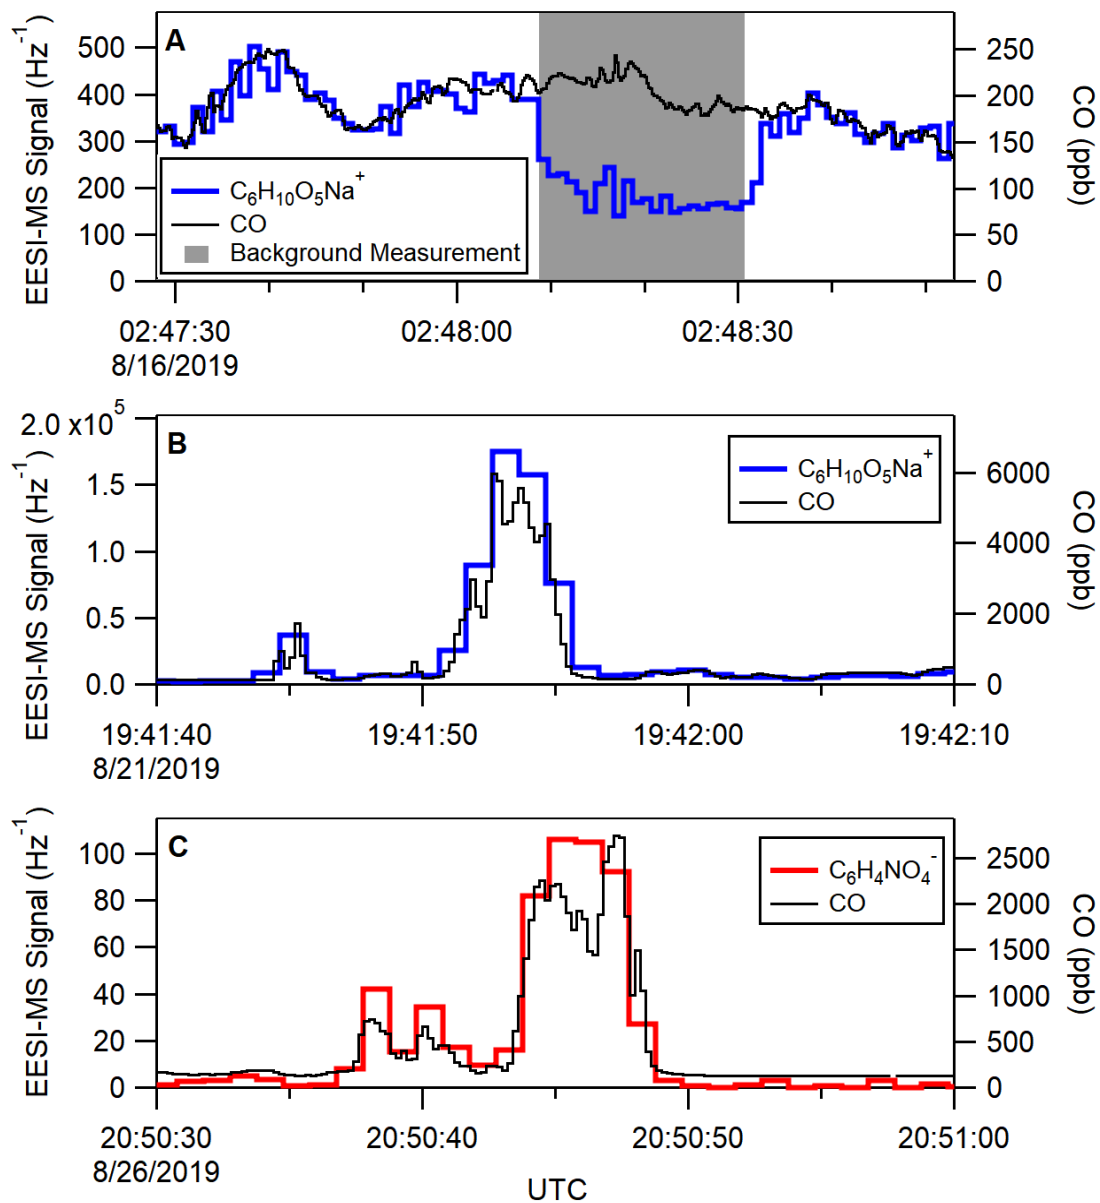 A
EESI-MS Signal (Hz⁻¹)
500
400
300
200
100
0
250
200
150
100
50
0
CO (ppb)
C₆H₁₀O₅Na⁺
CO
Background Measurement
02:47:30
02:48:00
02:48:30
8/16/2019
B
EESI-MS Signal (Hz⁻¹)
2.0 x10⁵
1.5
1.0
0.5
0.0
6000
4000
2000
0
CO (ppb)
C₆H₁₀O₅Na⁺
CO
19:41:40
19:41:50
19:42:00
19:42:10
8/21/2019
C
EESI-MS Signal (Hz⁻¹)
100
80
60
40
20
0
2500
2000
1500
1000
500
0
CO (ppb)
C₆H₄NO₄⁻
CO
20:50:30
20:50:40
20:50:50
20:51:00
8/26/2019
UTC